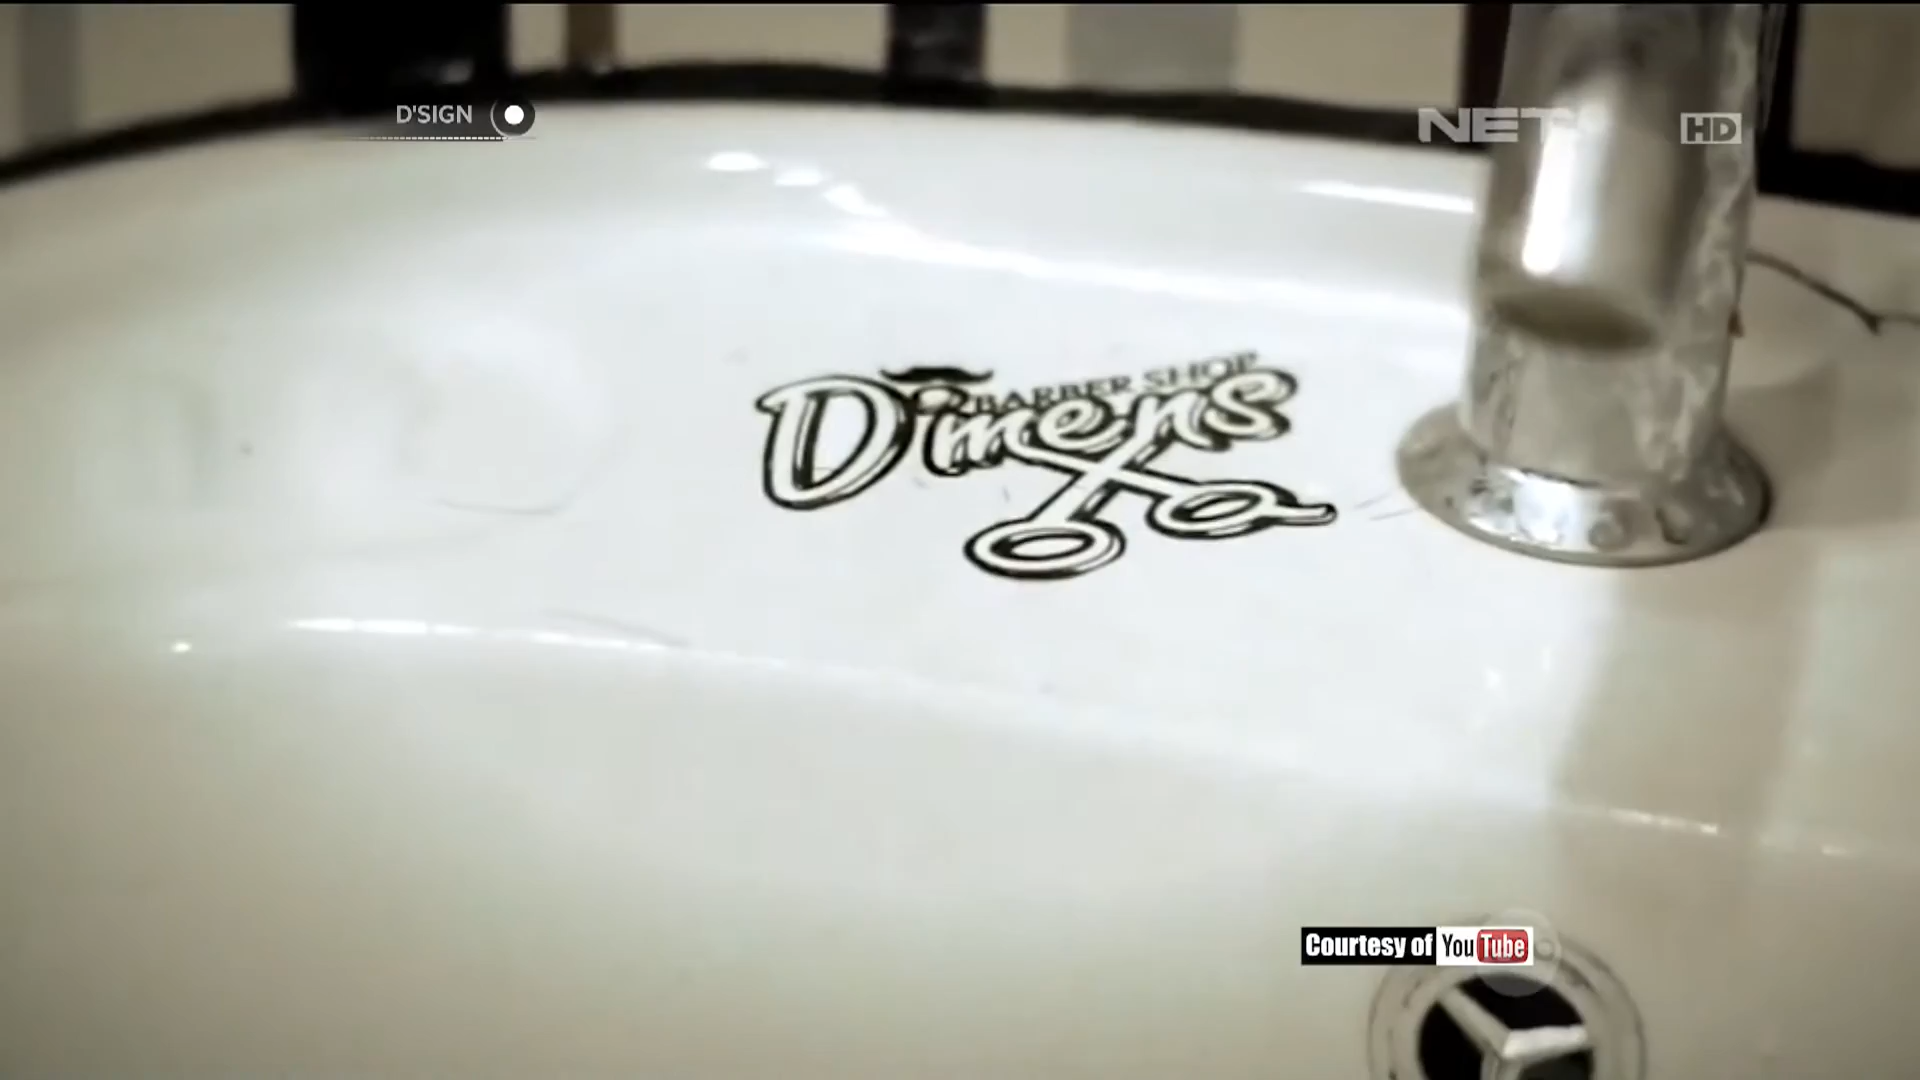 D'SIGN
NET
HD
BARBER SHOP
D'mens
Courtesy of YouTube